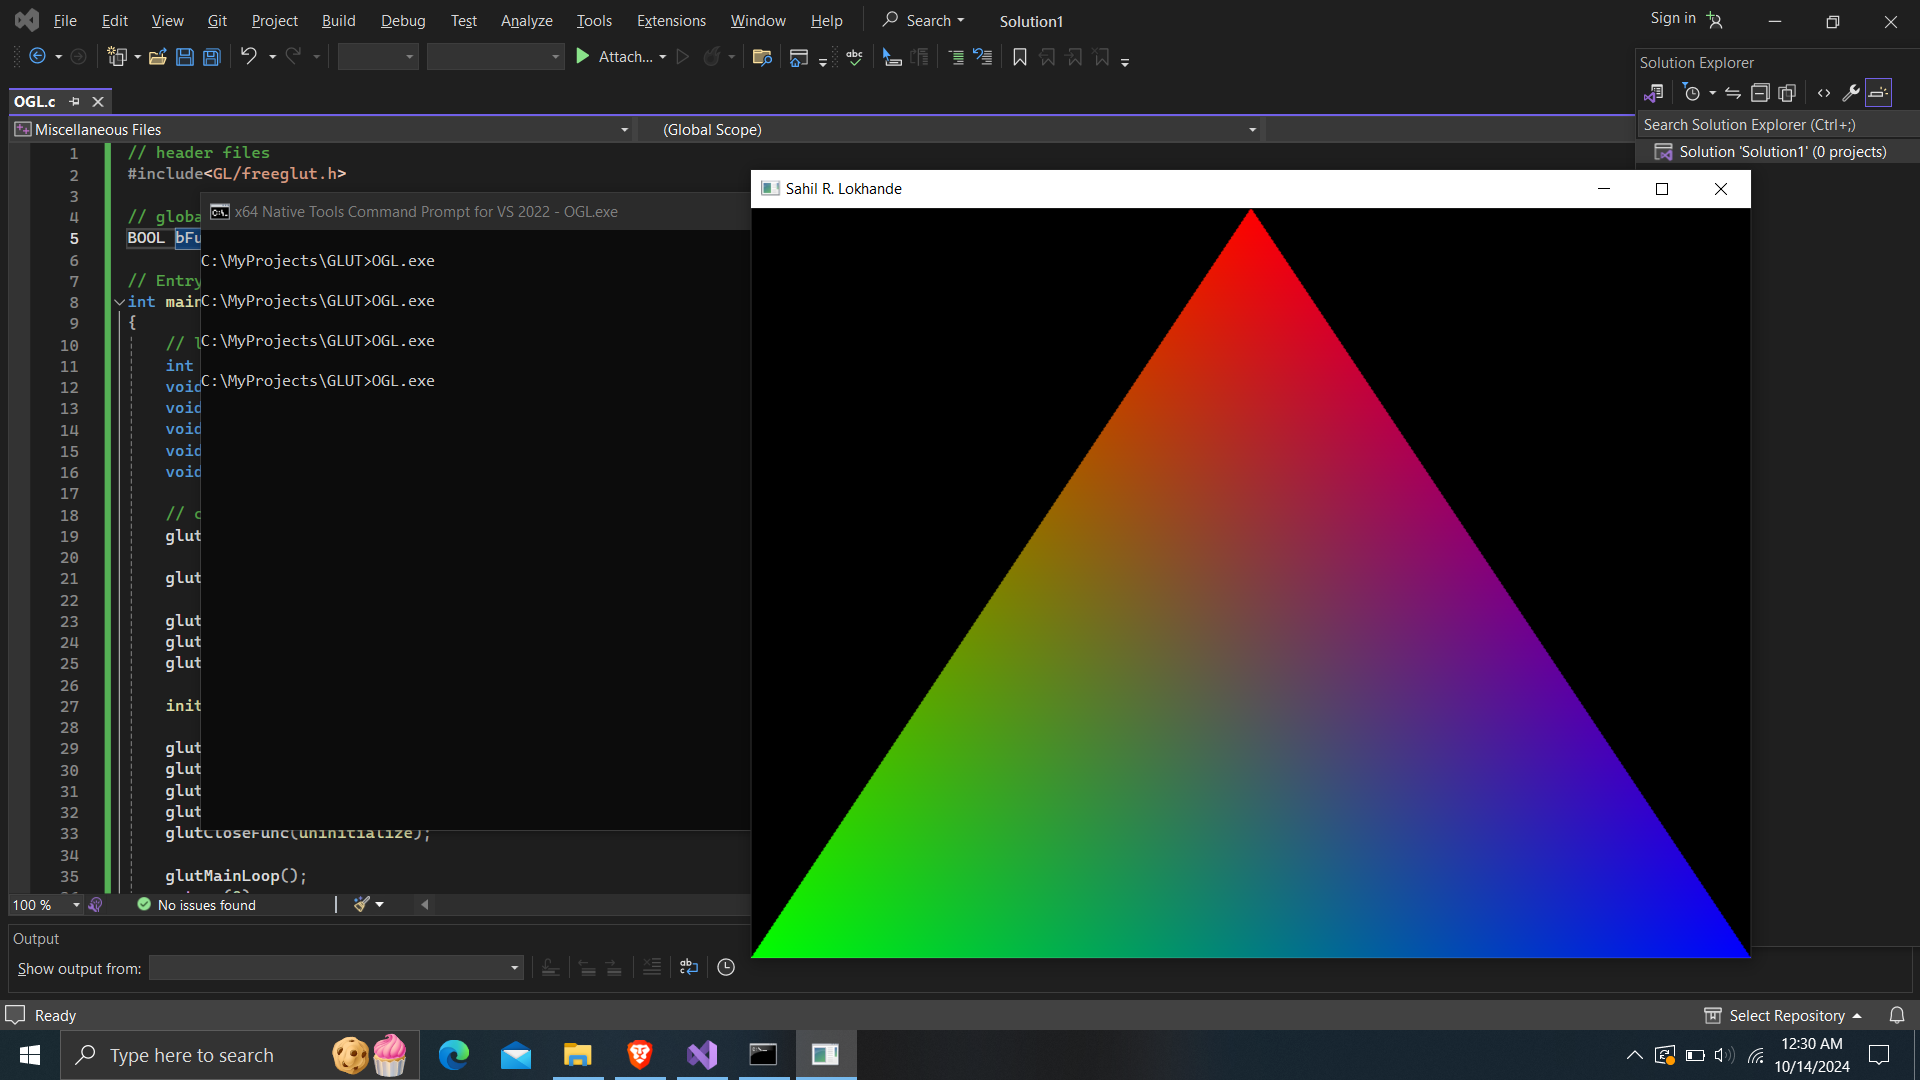 File Edit View Git Project Build Debug Test Analyze Tools Extensions Window Help Search Solution1 Sign in
Attach...
Solution Explorer
OGL.c
Search Solution Explorer (Ctrl+;)
Miscellaneous Files (Global Scope)
Solution 'Solution1' (0 projects)
1 // header files
2 #include<GL/freeglut.h>
3
4 // globa
5 BOOL bFu
6
7 // Entry
8 int main
9 {
10 // l
11 int
12 void
13 void
14 void
15 void
16 void
17
18 // c
19 glut
20
21 glut
22
23 glut
24 glut
25 glut
26
27 init
28
29 glut
30 glut
31 glut
32 glut
33 glutCloseFunc(uninitialize);
34
35 glutMainLoop();
x64 Native Tools Command Prompt for VS 2022 - OGL.exe
C:\MyProjects\GLUT>OGL.exe
C:\MyProjects\GLUT>OGL.exe
C:\MyProjects\GLUT>OGL.exe
C:\MyProjects\GLUT>OGL.exe
Sahil R. Lokhande
100 % No issues found
Output
Show output from:
Ready Select Repository
Type here to search
12:30 AM
10/14/2024